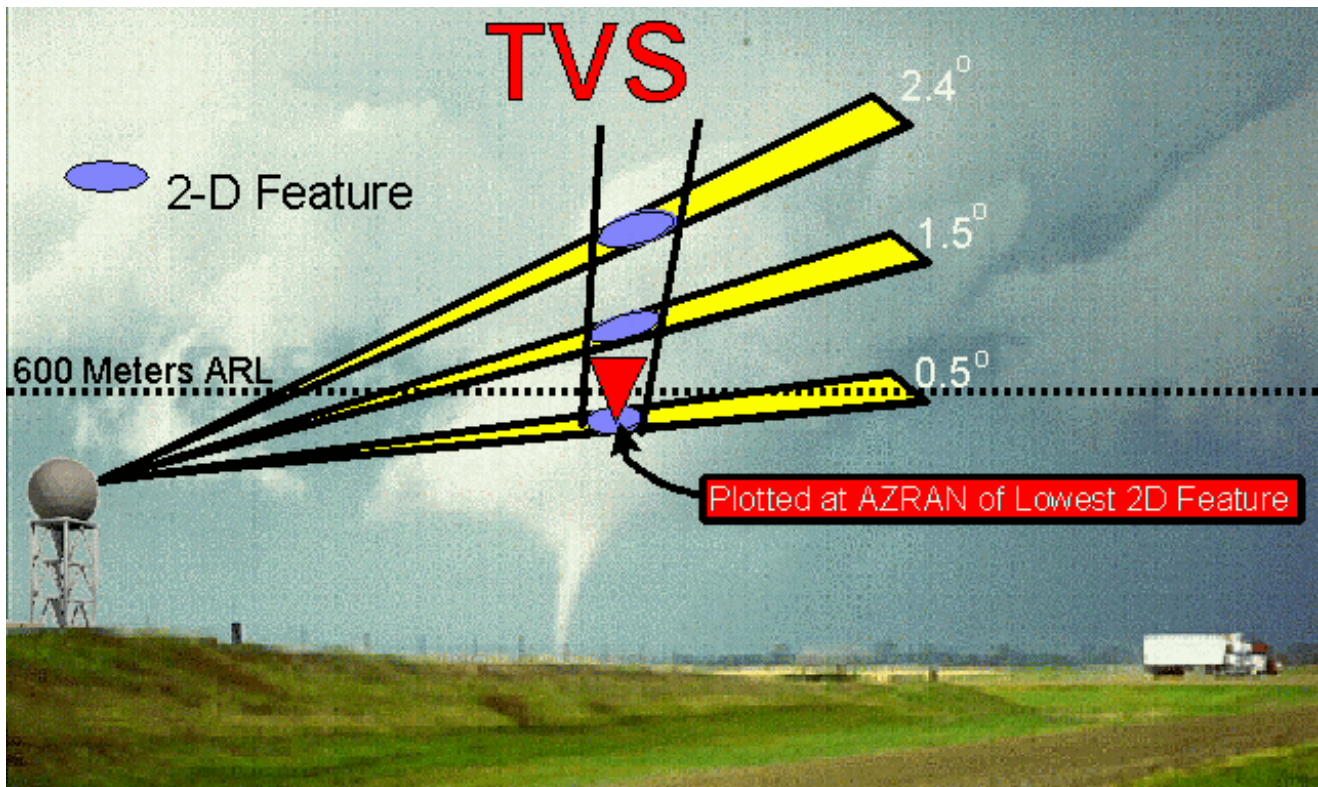 TVS
2.4°
2-D Feature
1.5°
600 Meters ARL
0.5°
Plotted at AZRAN of Lowest 2D Feature